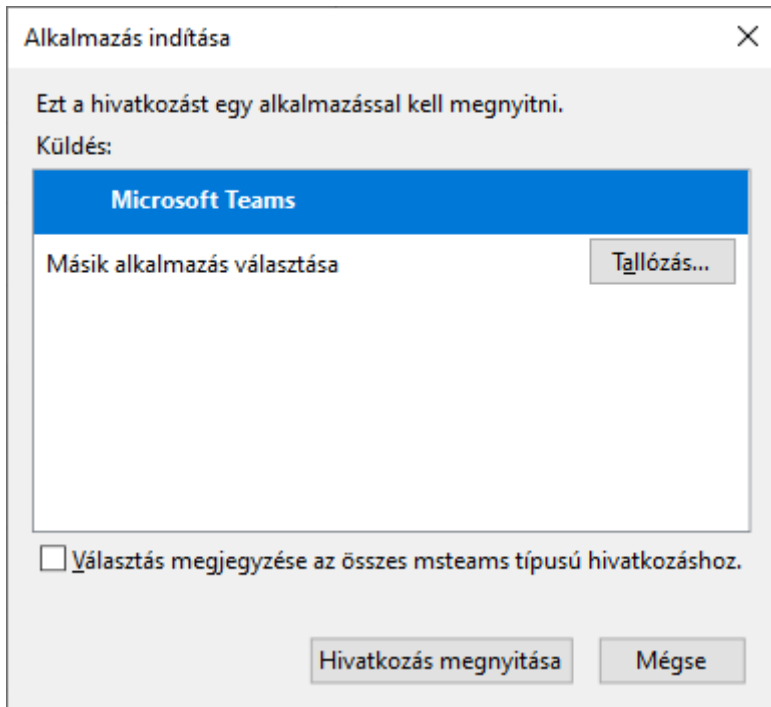 Alkalmazás indítása
Ezt a hivatkozást egy alkalmazással kell megnyitni.
Küldés:
Microsoft Teams
Másik alkalmazás választása
Tallózás...
Választás megjegyzése az összes msteams típusú hivatkozáshoz.
Hivatkozás megnyitása
Mégse